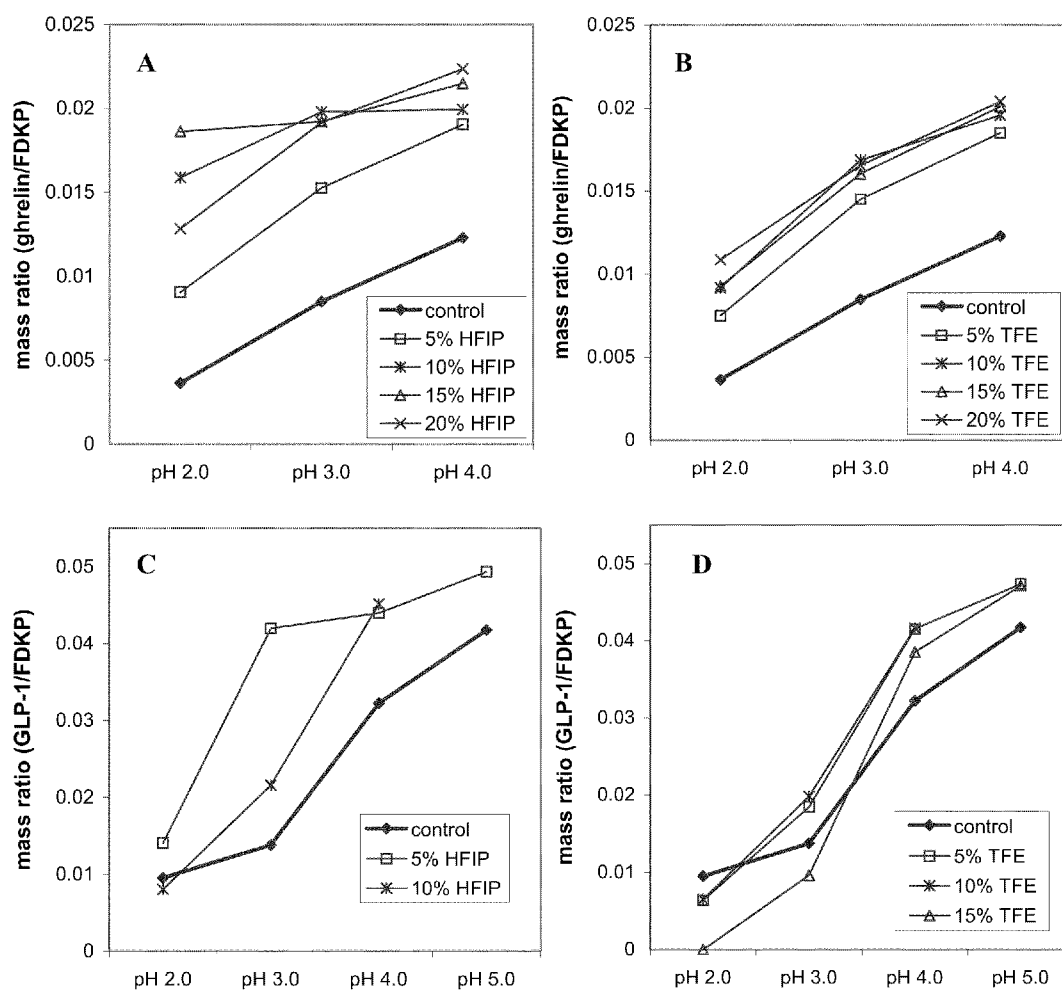 A
mass ratio (ghrelin/FDKP)
0.025
0.02
0.015
0.01
0.005
0
pH 2.0
pH 3.0
pH 4.0
control
5% HFIP
10% HFIP
15% HFIP
20% HFIP
B
mass ratio (ghrelin/FDKP)
0.025
0.02
0.015
0.01
0.005
0
pH 2.0
pH 3.0
pH 4.0
control
5% TFE
10% TFE
15% TFE
20% TFE
C
mass ratio (GLP-1/FDKP)
0.05
0.04
0.03
0.02
0.01
0
pH 2.0
pH 3.0
pH 4.0
pH 5.0
control
5% HFIP
10% HFIP
D
mass ratio (GLP-1/FDKP)
0.05
0.04
0.03
0.02
0.01
0
pH 2.0
pH 3.0
pH 4.0
pH 5.0
control
5% TFE
10% TFE
15% TFE